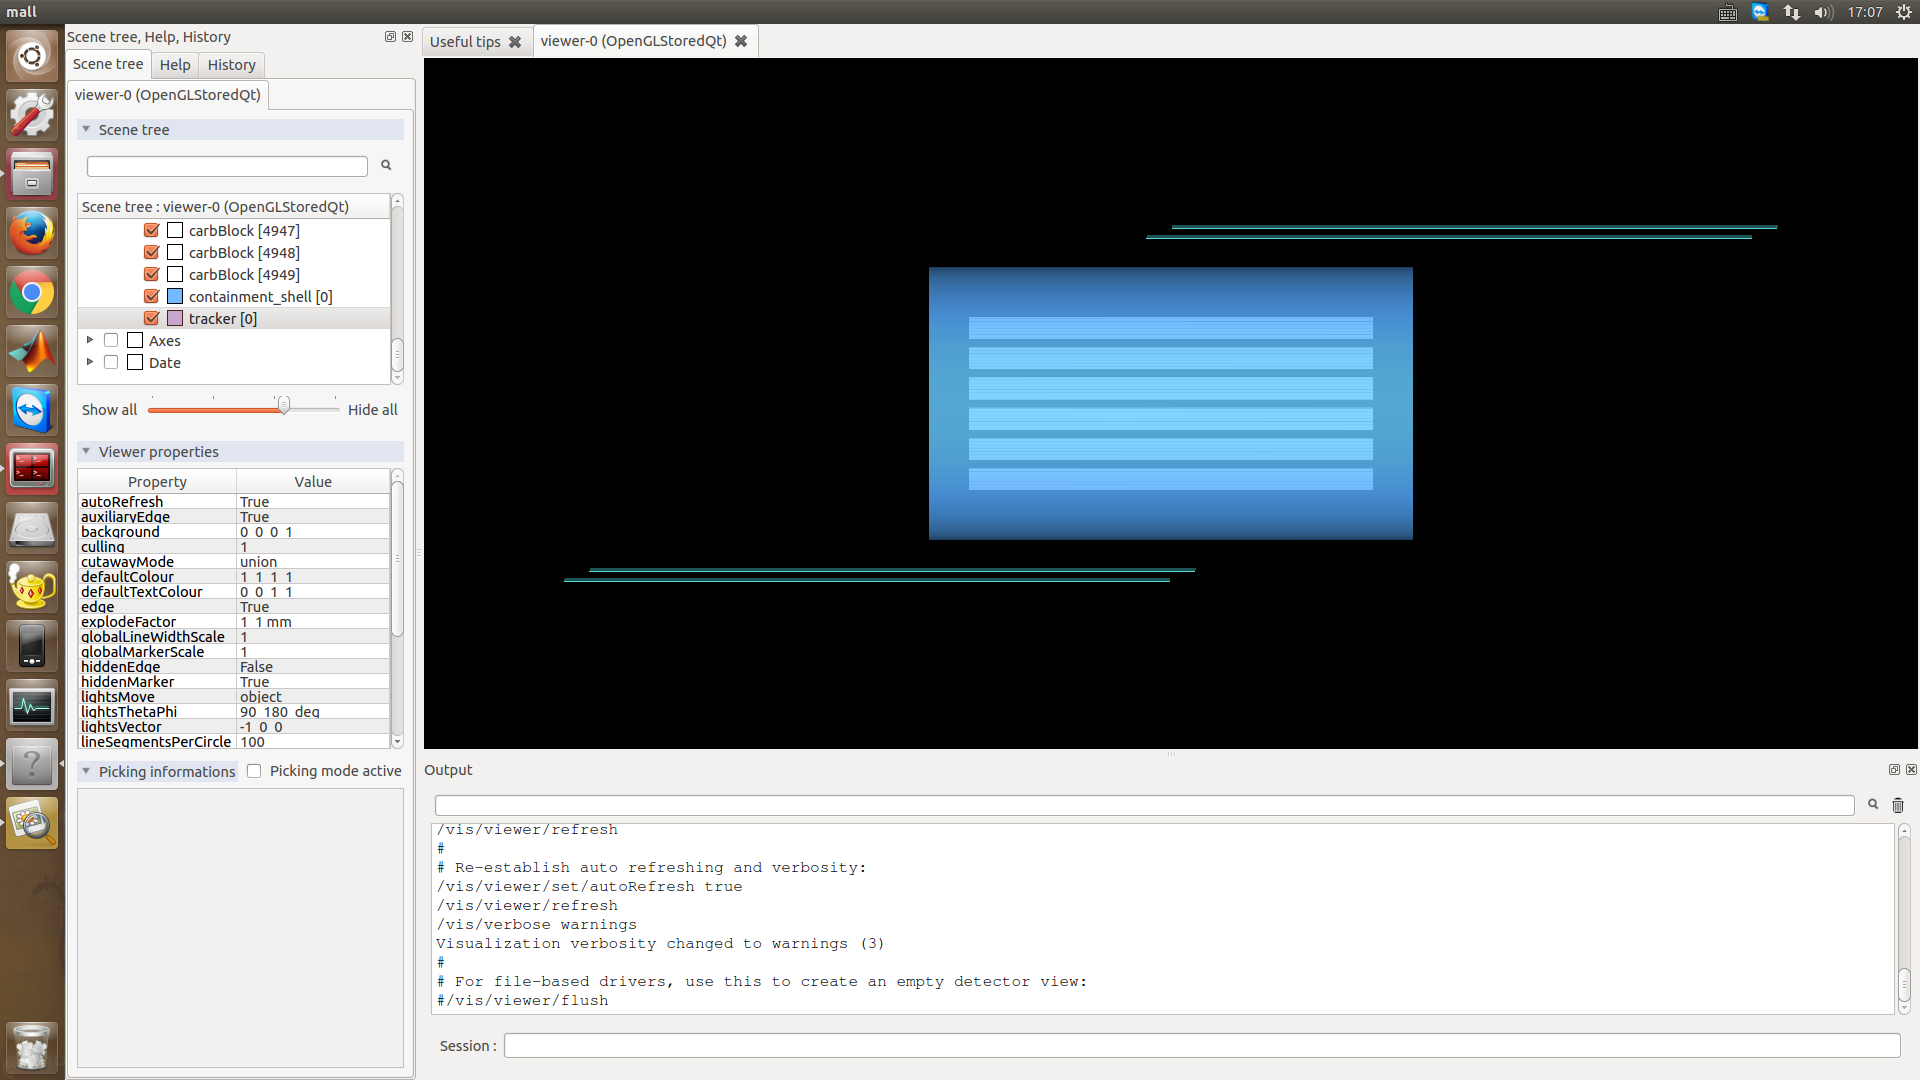 mall
17:07
Scene tree, Help, History
Scene tree
Help
History
viewer-0 (OpenGLStoredQt)
Scene tree
Scene tree : viewer-0 (OpenGLStoredQt)
carbBlock [4947]
carbBlock [4948]
carbBlock [4949]
containment_shell [0]
tracker [0]
Axes
Date
Show all
Hide all
Viewer properties
Property Value
autoRefresh True
auxiliaryEdge True
background 0 0 0 1
culling 1
cutawayMode union
defaultColour 1 1 1 1
defaultTextColour 0 0 1 1
edge True
explodeFactor 1 1 mm
globalLineWidthScale 1
globalMarkerScale 1
hiddenEdge False
hiddenMarker True
lightsMove object
lightsThetaPhi 90 180 deg
lightsVector -1 0 0
lineSegmentsPerCircle 100
Picking informations
Picking mode active
Useful tips
viewer-0 (OpenGLStoredQt)
Output
/vis/viewer/refresh
#
# Re-establish auto refreshing and verbosity:
/vis/viewer/set/autoRefresh true
/vis/viewer/refresh
/vis/verbose warnings
Visualization verbosity changed to warnings (3)
#
# For file-based drivers, use this to create an empty detector view:
#/vis/viewer/flush
Session :